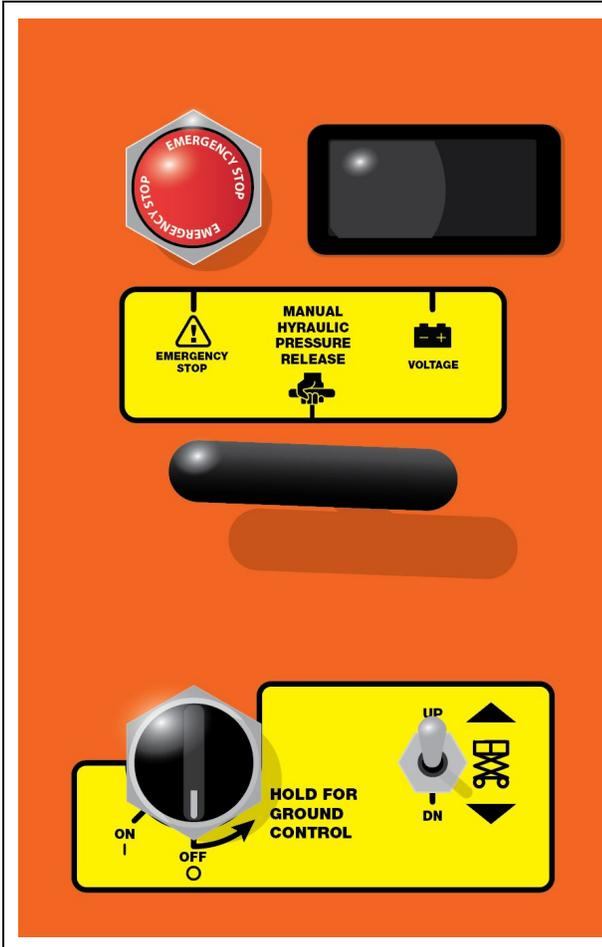 EMERGENCY STOP
EMERGENCY STOP
EMERGENCY
STOP
MANUAL
HYRAULIC
PRESSURE
RELEASE
VOLTAGE
UP
HOLD FOR
GROUND
CONTROL
DN
ON
I
OFF
O